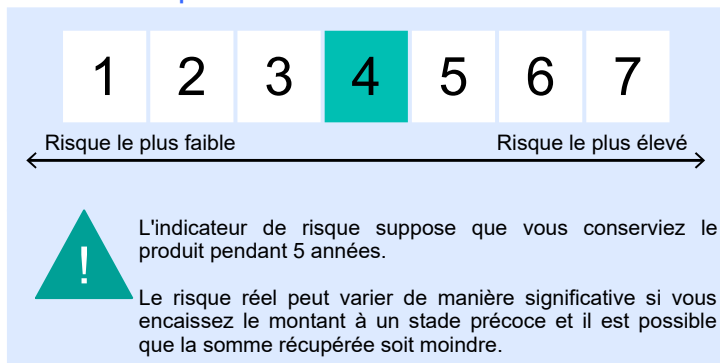 1 2 3 4 5 6 7
Risque le plus faible Risque le plus élevé
!
L'indicateur de risque suppose que vous conserviez le
produit pendant 5 années.
Le risque réel peut varier de manière significative si vous
encaissez le montant à un stade précoce et il est possible
que la somme récupérée soit moindre.